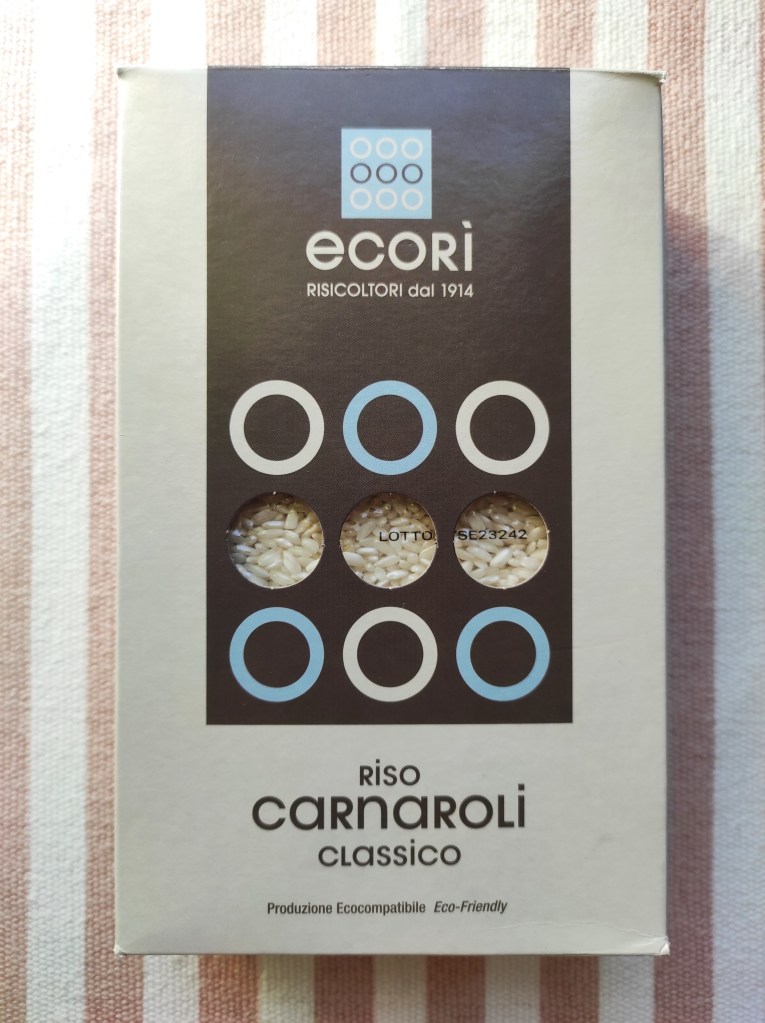 ecorì
RISICOLTORI dal 1914
LOTTO SE23242
RISO
CARNAROLI
CLASSICO
Produzione Ecocompatibile Eco-Friendly